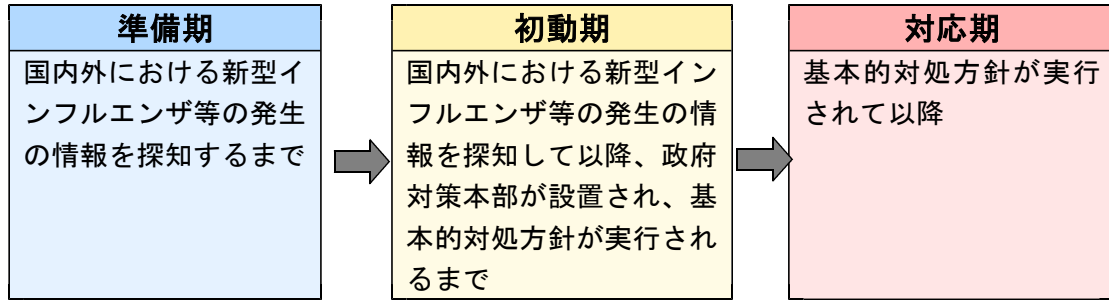 準備期
国内外における新型イ
ンフルエンザ等の発生
の情報を探知するまで
初動期
国内外における新型イン
フルエンザ等の発生の情
報を探知して以降、政府
対策本部が設置され、基
本的対処方針が実行され
るまで
対応期
基本的対処方針が実行
されて以降